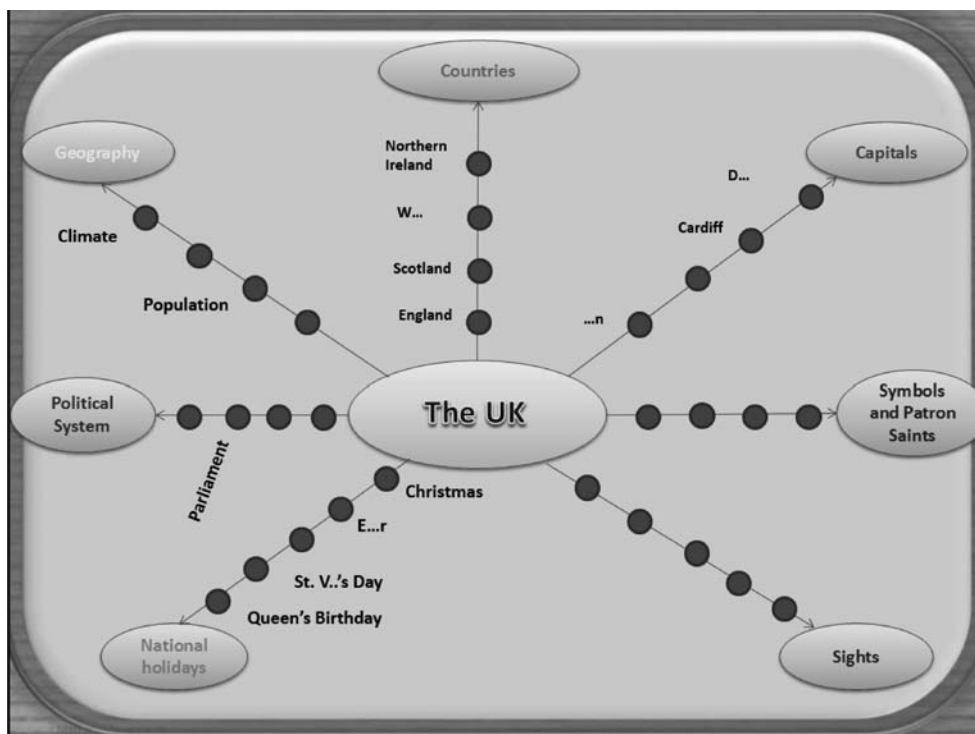 Countries
Geography
Northern
Ireland
Capitals
D...
W...
Cardiff
Climate
Scotland
Population
England
...n
Political
System
The UK
Symbols
and Patron
Saints
Parliament
Christmas
E...r
St. V..'s Day
Queen's Birthday
National
holidays
Sights